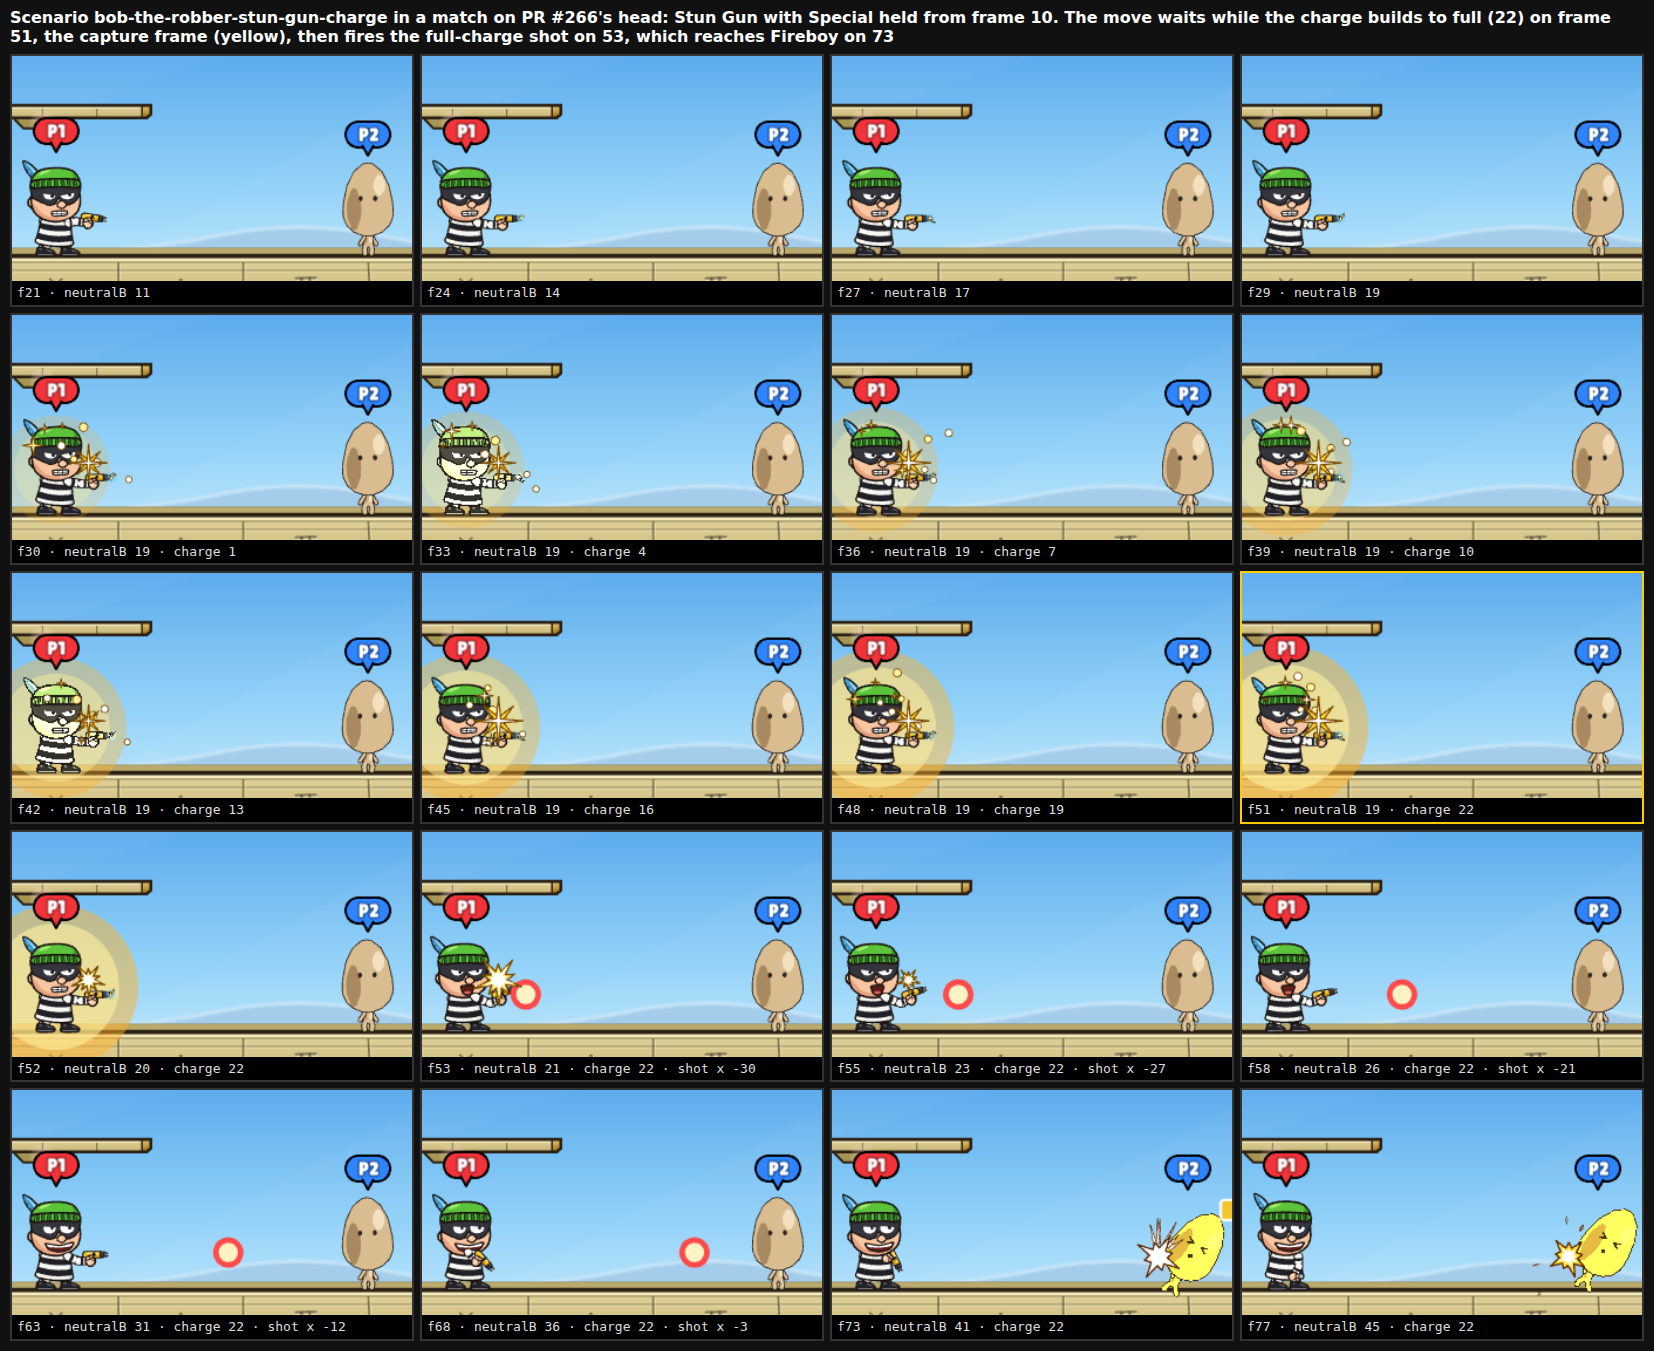 Scenario bob-the-robber-stun-gun-charge in a match on PR #266's head: Stun Gun with Special held from frame 10. The move waits while the charge builds to full (22) on frame
51, the capture frame (yellow), then fires the full-charge shot on 53, which reaches Fireboy on 73
P1 P2 P1 P2 P1 P2 P1 P2
f21 · neutralB 11
f24 · neutralB 14
f27 · neutralB 17
f29 · neutralB 19
P1 P2 P1 P2 P1 P2 P1 P2
f30 · neutralB 19 · charge 1
f33 · neutralB 19 · charge 4
f36 · neutralB 19 · charge 7
f39 · neutralB 19 · charge 10
P1 P2 P1 P2 P1 P2 P1 P2
f42 · neutralB 19 · charge 13
f45 · neutralB 19 · charge 16
f48 · neutralB 19 · charge 19
f51 · neutralB 19 · charge 22
P1 P2 P1 P2 P1 P2 P1 P2
f52 · neutralB 20 · charge 22
f53 · neutralB 21 · charge 22 · shot x -30
f55 · neutralB 23 · charge 22 · shot x -27
f58 · neutralB 26 · charge 22 · shot x -21
P1 P2 P1 P2 P1 P2 P1 P2
f63 · neutralB 31 · charge 22 · shot x -12
f68 · neutralB 36 · charge 22 · shot x -3
f73 · neutralB 41 · charge 22
f77 · neutralB 45 · charge 22